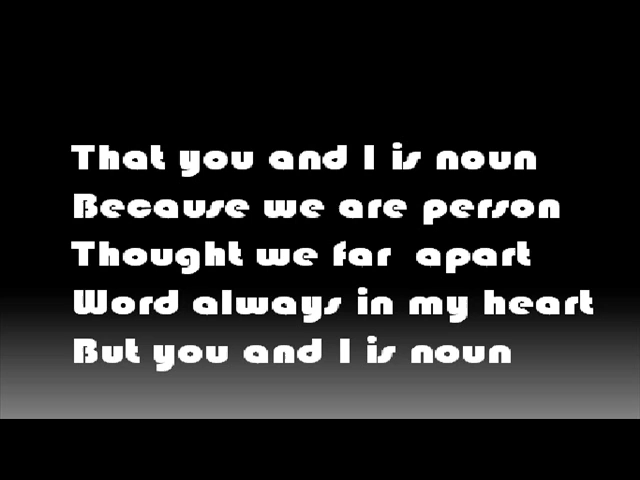 That you and I is noun
Because we are person
Thought we far apart
Word always in my heart
But you and I is noun